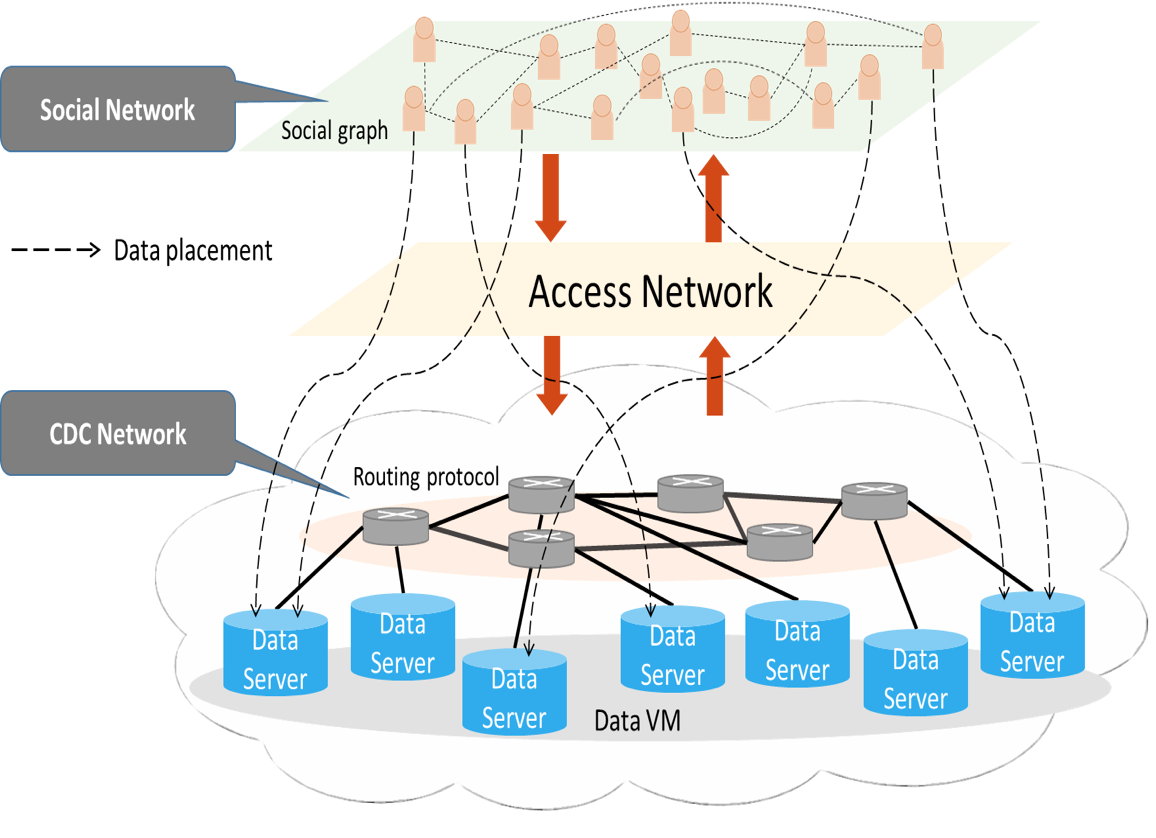 Social Network
Social graph
Data placement
Access Network
CDC Network
Routing protocol
Data
Server
Data
Server
Data
Server
Data
Server
Data
Server
Data
Server
Data
Server
Data VM